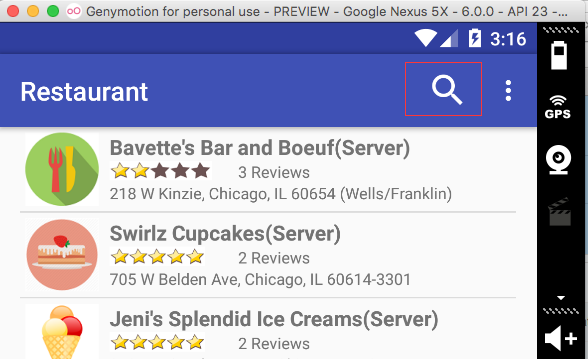 Genymotion for personal use - PREVIEW - Google Nexus 5X - 6.0.0 - API 23 -...
3:16
Restaurant
GPS
Bavette's Bar and Boeuf(Server)
3 Reviews
218 W Kinzie, Chicago, IL 60654 (Wells/Franklin)
Swirlz Cupcakes(Server)
2 Reviews
705 W Belden Ave, Chicago, IL 60614-3301
Jeni's Splendid Ice Creams(Server)
2 Reviews